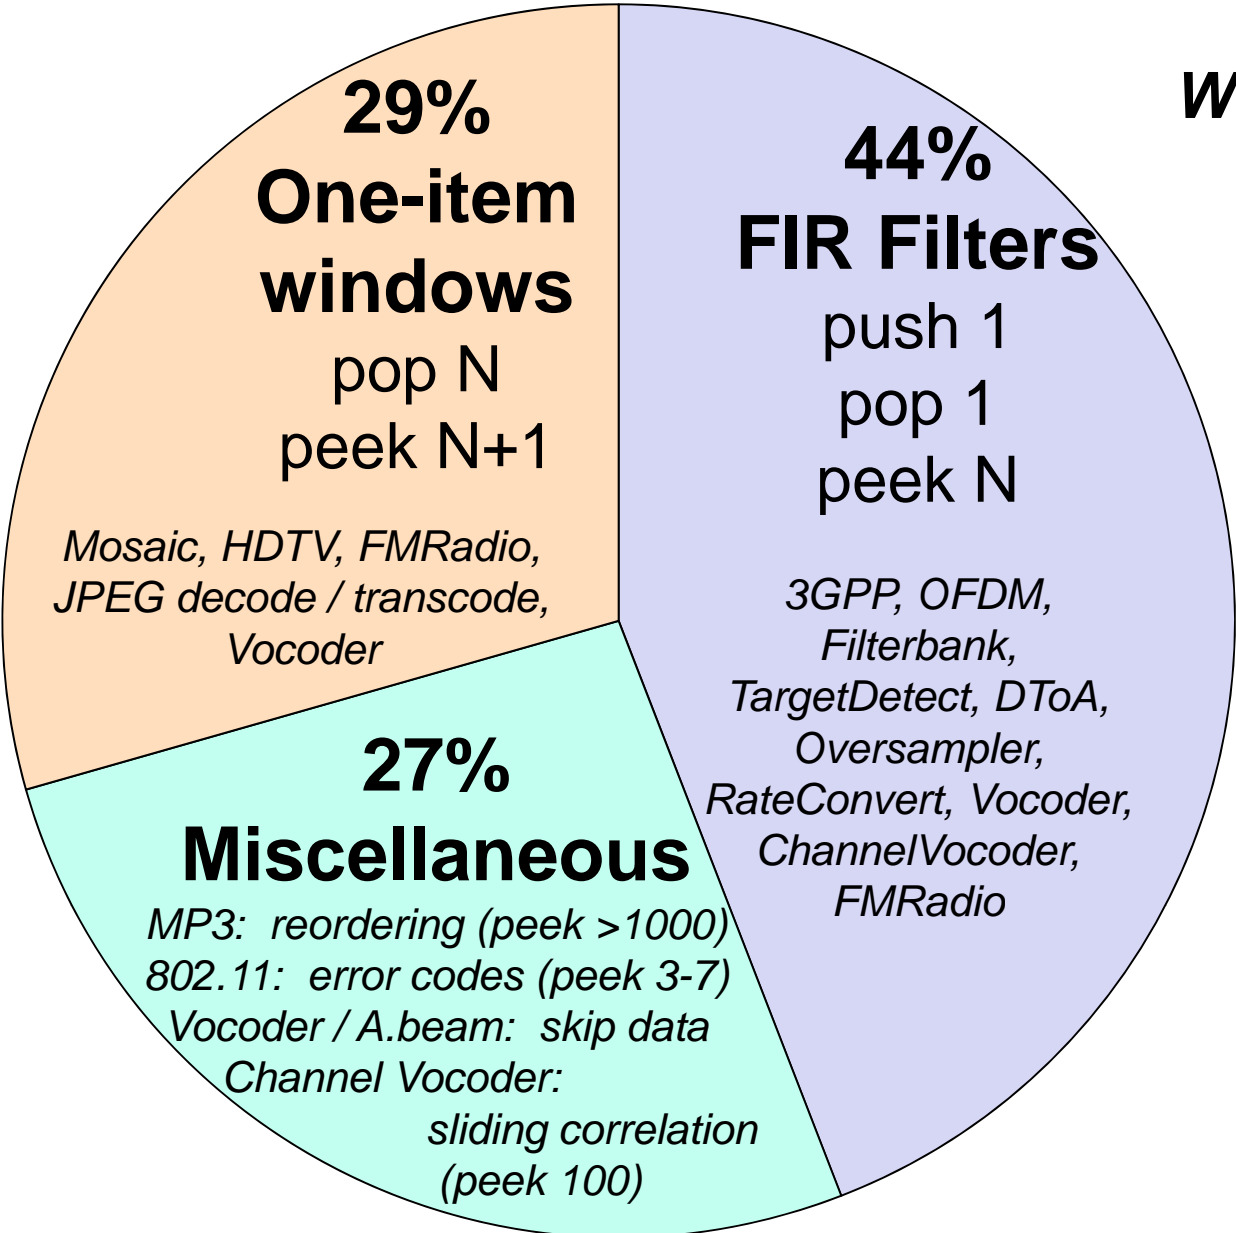 29%
One-item
windows
pop N
peek N+1
Mosaic, HDTV, FMRadio,
JPEG decode / transcode,
Vocoder
W
44%
FIR Filters
push 1
pop 1
peek N
3GPP, OFDM,
Filterbank,
TargetDetect, DToA,
Oversampler,
RateConvert, Vocoder,
ChannelVocoder,
FMRadio
27%
Miscellaneous
MP3:  reordering (peek >1000)
802.11:  error codes (peek 3-7)
Vocoder / A.beam:  skip data
Channel Vocoder:
sliding correlation
(peek 100)